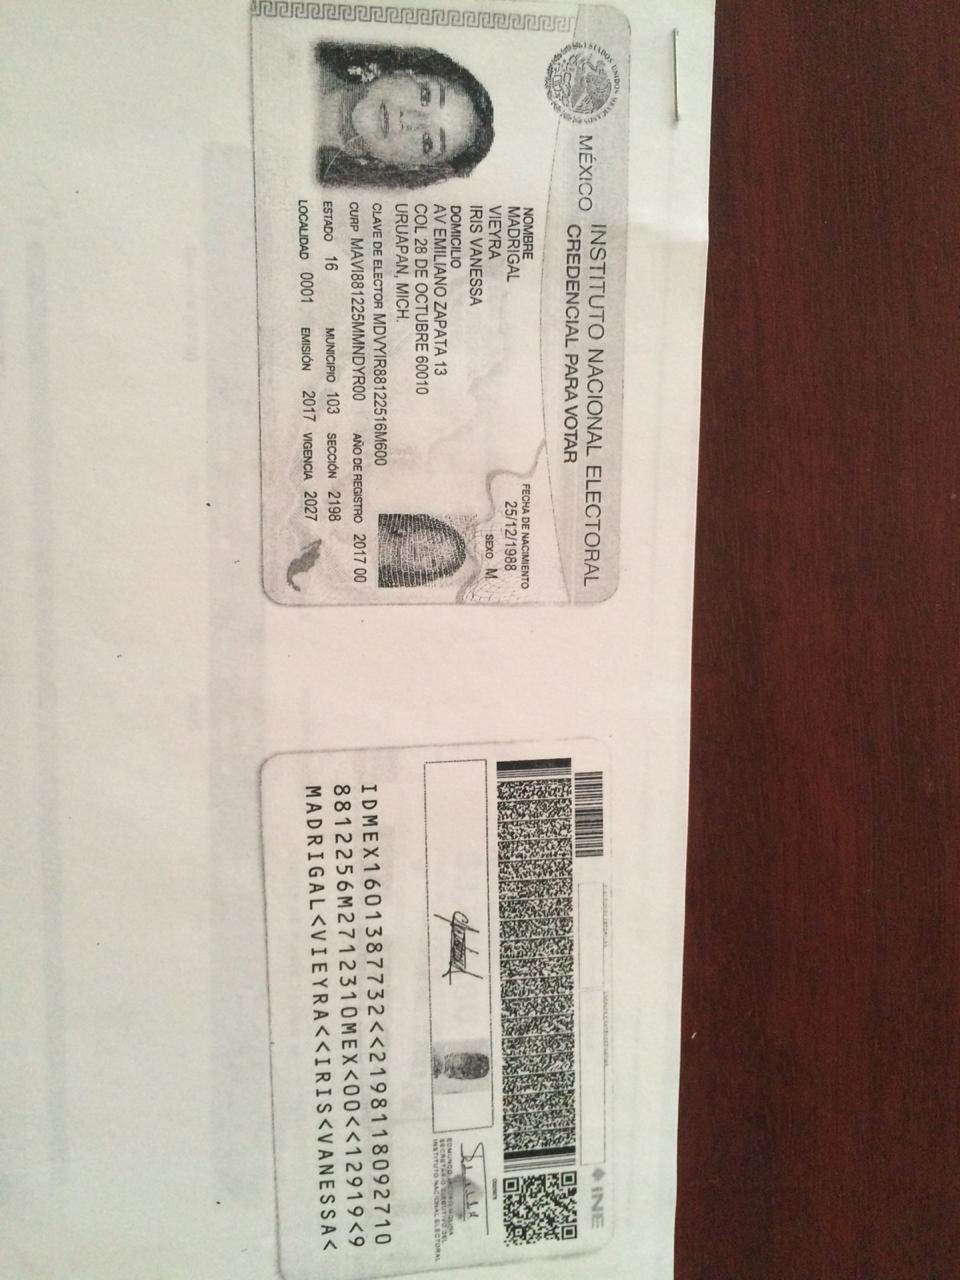 ESTADOS UNIDOS MEXICANOS
MÉXICO INSTITUTO NACIONAL ELECTORAL
CREDENCIAL PARA VOTAR
NOMBRE
MADRIGAL
VIEYRA
IRIS VANESSA
DOMICILIO
AV EMILIANO ZAPATA 13
COL 28 DE OCTUBRE 60010
URUAPAN, MICH.
FECHA DE NACIMIENTO
25/12/1988
SEXO M
CLAVE DE ELECTOR MDVYIR88122516M600
CURP MAVI881225MMNDYR00 AÑO DE REGISTRO 2017 00
ESTADO 16 MUNICIPIO 103 SECCIÓN 2198
LOCALIDAD 0001 EMISIÓN 2017 VIGENCIA 2027
INE
EDMUNDO JACOBO MOLINA
SECRETARIO EJECUTIVO DEL
INSTITUTO NACIONAL ELECTORAL
IDMEX1601387732<<2198118092710
8812256M2712310MEX<00<<12919<9
MADRIGAL<VIEYRA<<IRIS<VANESSA<